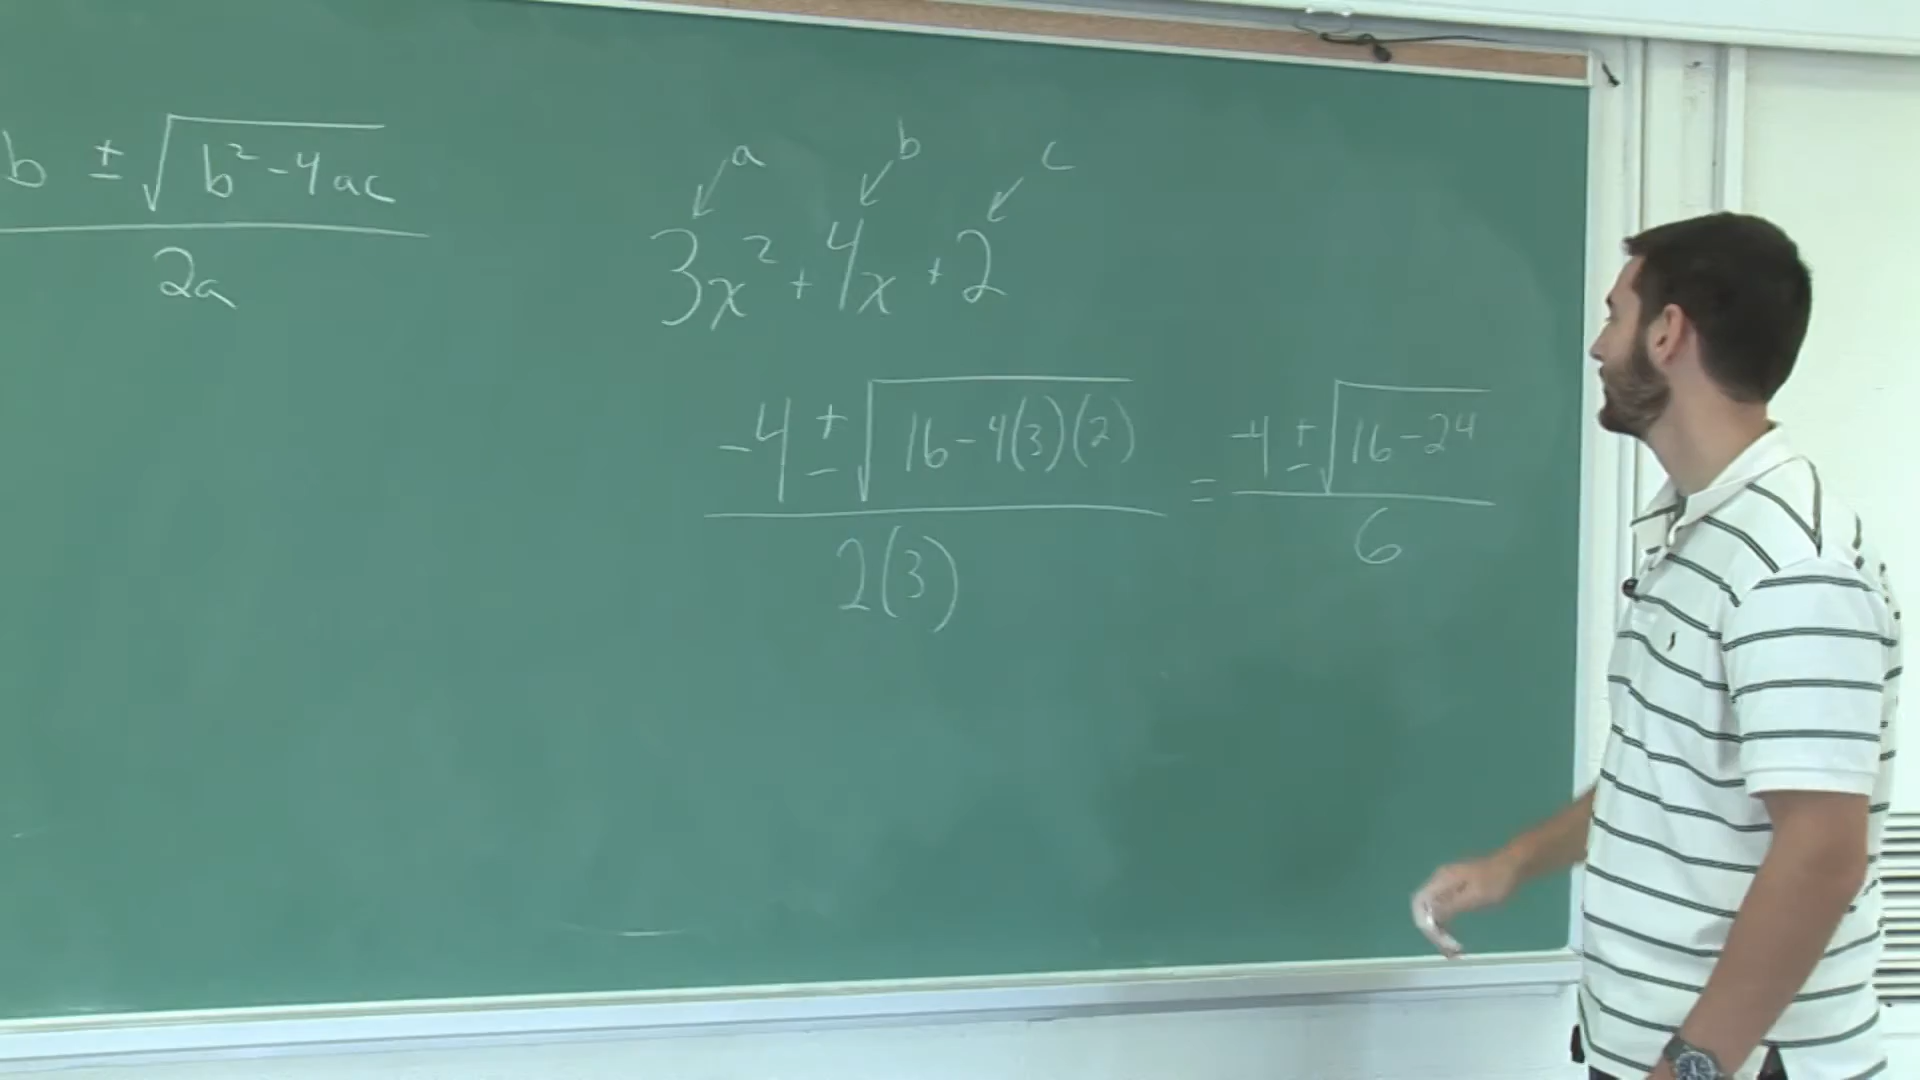 b ± √(b² - 4ac)
2a
a b c
3x² + 4x + 2
-4 ± √(16 - 4(3)(2)) = -4 ± √(16 - 24)
2(3) 6